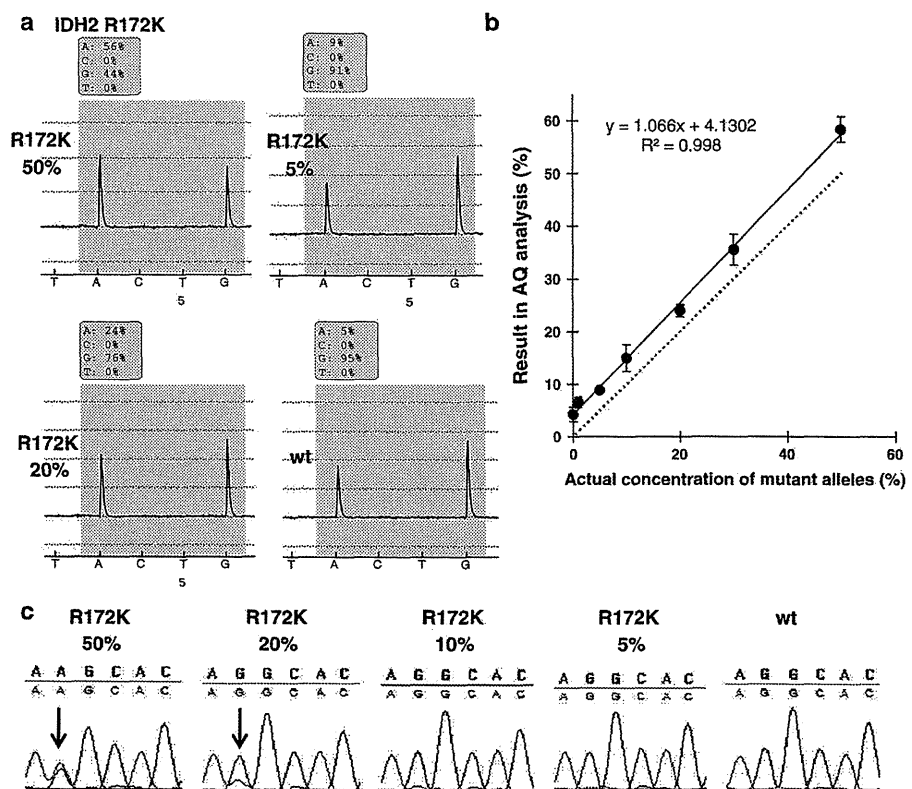 a IDH2 R172K
A: 56%
C: 0%
G: 44%
T: 0%
R172K
50%
T A C T G
5
A: 9%
C: 0%
G: 91%
T: 0%
R172K
5%
T A C T G
5
A: 24%
C: 0%
G: 76%
T: 0%
R172K
20%
T A C T G
5
A: 5%
C: 0%
G: 95%
T: 0%
wt
T A C T G
b
y = 1.066x + 4.1302
R² = 0.998
Result in AQ analysis (%)
60
50
40
30
20
10
0
0 20 40 60
Actual concentration of mutant alleles (%)
c
R172K
50%
A A G C A C
A A G C A C
R172K
20%
A G G C A C
A G G C A C
R172K
10%
A G G C A C
A G G C A C
R172K
5%
A G G C A C
A G G C A C
wt
A G G C A C
A G G C A C